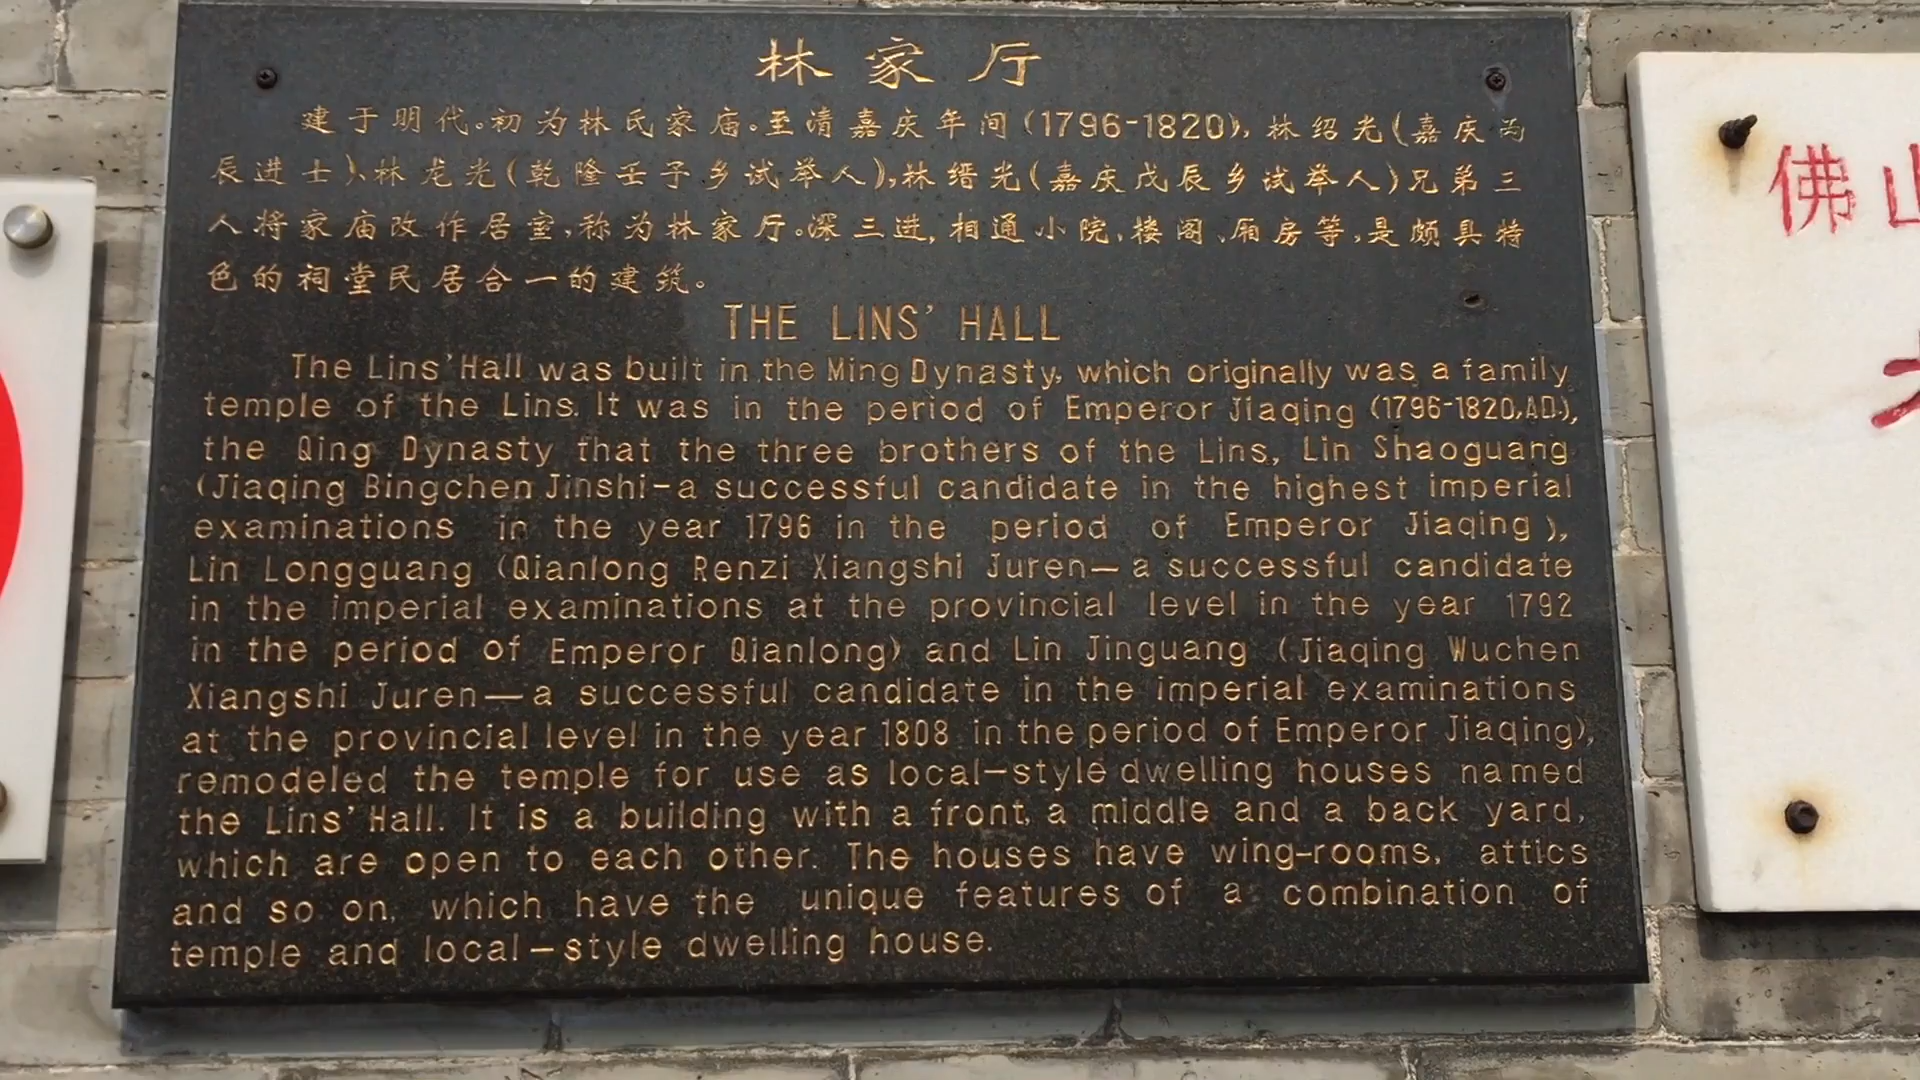 林家厅
建于明代。初为林氏家庙。至清嘉庆年间(1796-1820),林绍光(嘉庆丙
辰进士)、林龙光(乾隆壬子乡试举人),林缙光(嘉庆戊辰乡试举人)兄弟三
人将家庙改作居室,称为林家厅。深三进,相通小院,楼阁、厢房等,是颇具特
色的祠堂民居合一的建筑。
THE LINS' HALL
The Lins' Hall was built in the Ming Dynasty, which originally was a family
temple of the Lins. It was in the period of Emperor Jiaqing (1796-1820,A.D.),
the Qing Dynasty that the three brothers of the Lins, Lin Shaoguang
(Jiaqing Bingchen Jinshi-a successful candidate in the highest imperial
examinations in the year 1796 in the period of Emperor Jiaqing),
Lin Longguang (Qianlong Renzi Xiangshi Juren—a successful candidate
in the imperial examinations at the provincial level in the year 1792
in the period of Emperor Qianlong) and Lin Jinguang (Jiaqing Wuchen
Xiangshi Juren—a successful candidate in the imperial examinations
at the provincial level in the year 1808 in the period of Emperor Jiaqing),
remodeled the temple for use as local-style dwelling houses named
the Lins' Hall. It is a building with a front, a middle and a back yard,
which are open to each other. The houses have wing-rooms, attics
and so on, which have the unique features of a combination of
temple and local-style dwelling house.
佛山